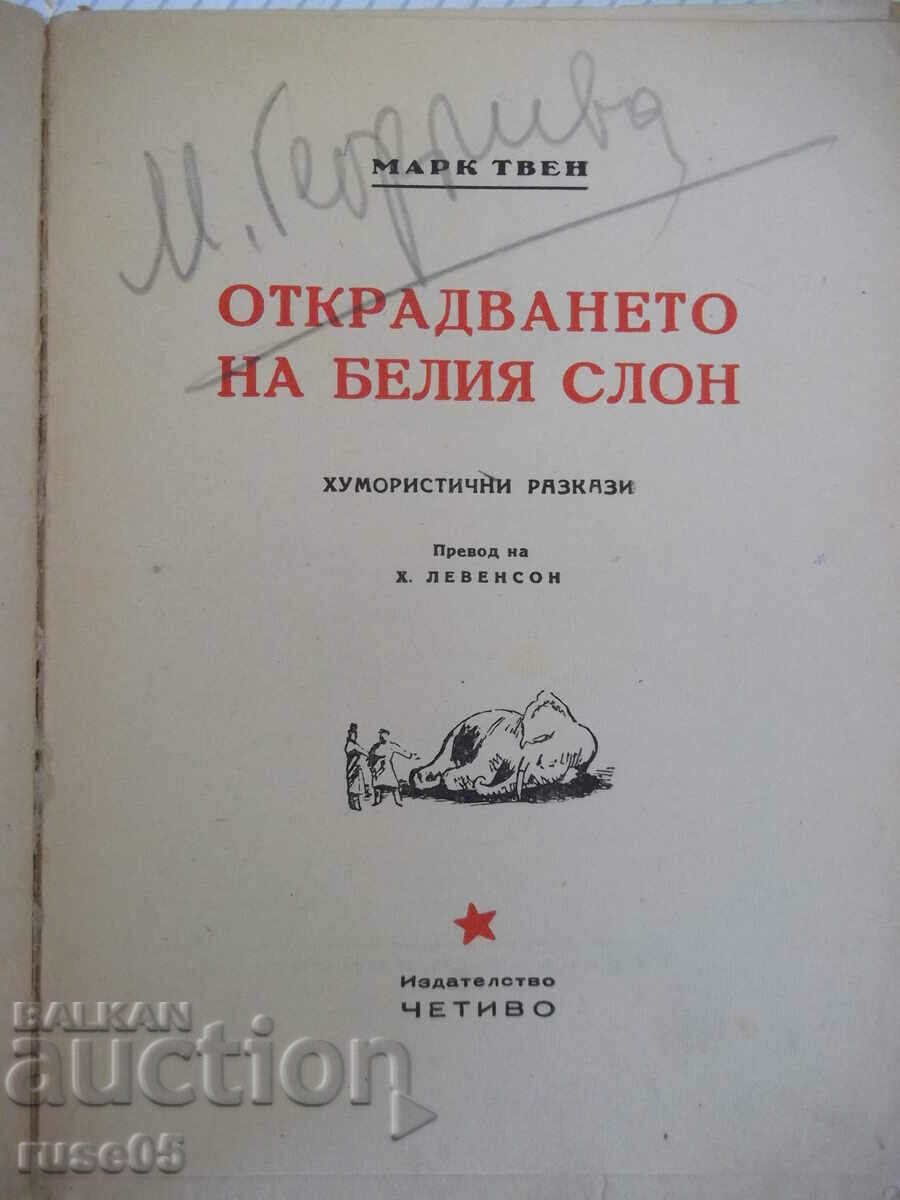 М. Георгиева
МАРК ТВЕН
ОТКРАДВАНЕТО
НА БЕЛИЯ СЛОН
ХУМОРИСТИЧНИ РАЗКАЗИ
Превод на
Х. ЛЕВЕНСОН
Издателство
ЧЕТИВО
BALKAN
auction
ruse05